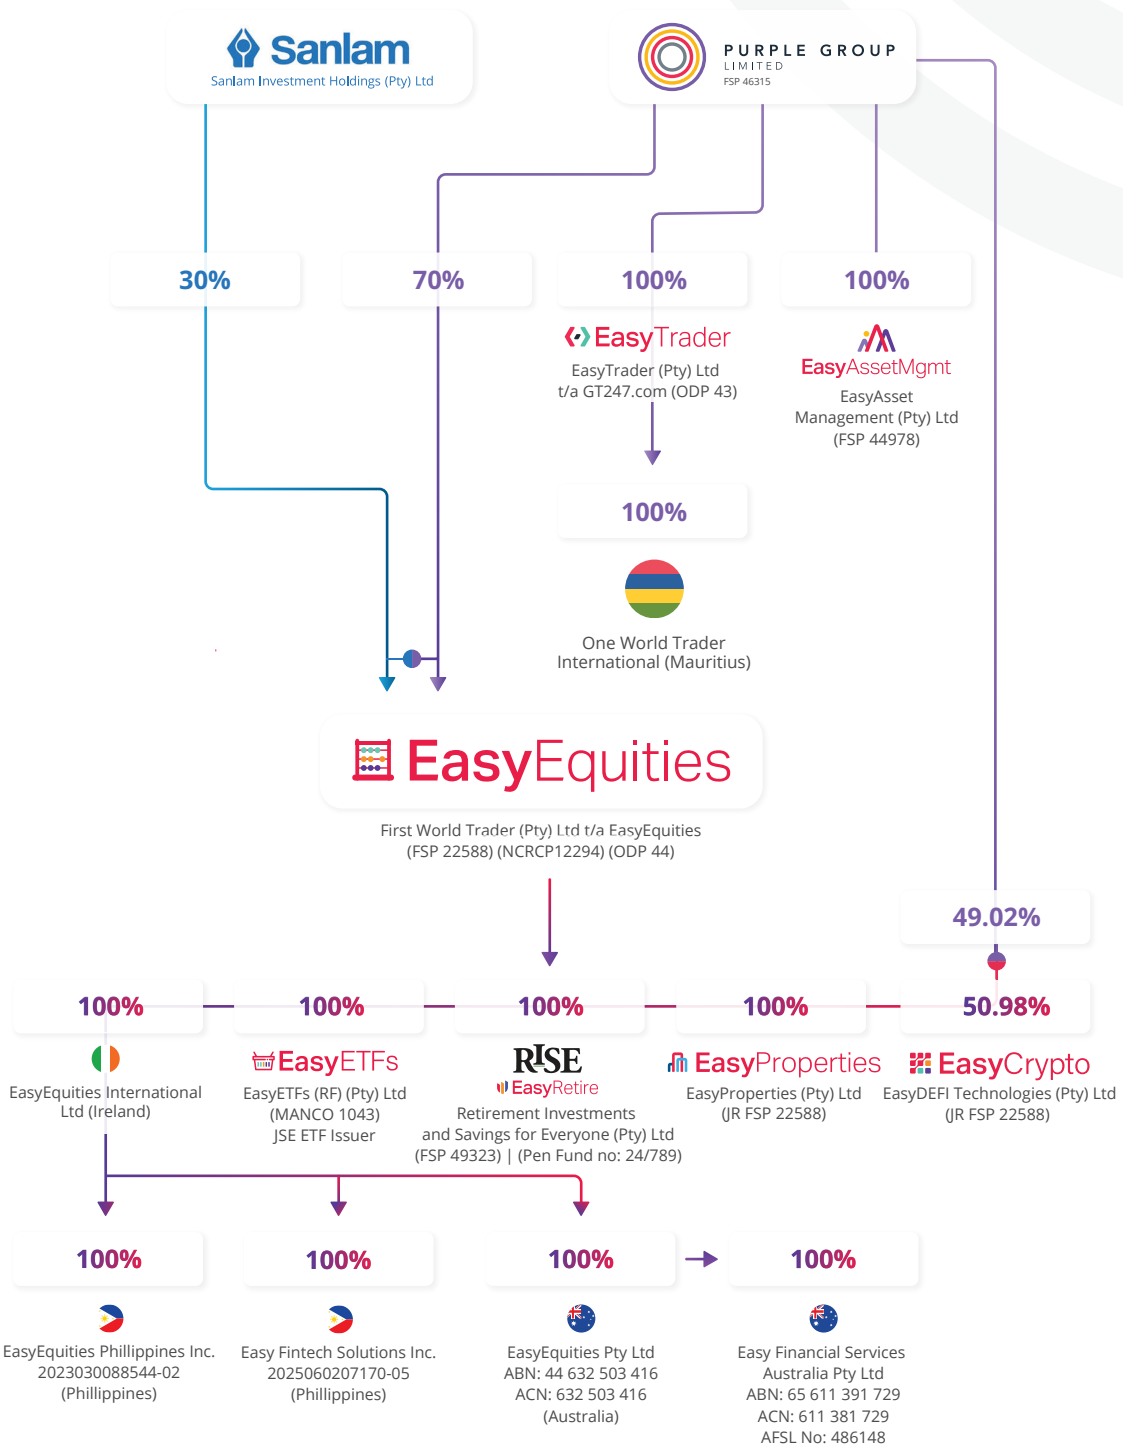 Sanlam
Sanlam Investment Holdings (Pty) Ltd
PURPLE GROUP
LIMITED
FSP 46315
30%
70%
100%
100%
EasyTrader
EasyTrader (Pty) Ltd
t/a GT247.com (ODP 43)
EasyAssetMgmt
EasyAsset
Management (Pty) Ltd
(FSP 44978)
100%
One World Trader
International (Mauritius)
EasyEquities
First World Trader (Pty) Ltd t/a EasyEquities
(FSP 22588) (NCRCP12294) (ODP 44)
49.02%
100%
100%
100%
100%
50.98%
EasyEquities International
Ltd (Ireland)
EasyETFs
EasyETFs (RF) (Pty) Ltd
(MANCO 1043)
JSE ETF Issuer
RISE
EasyRetire
Retirement Investments
and Savings for Everyone (Pty) Ltd
(FSP 49323) | (Pen Fund no: 24/789)
EasyProperties
EasyProperties (Pty) Ltd
(JR FSP 22588)
EasyCrypto
EasyDEFI Technologies (Pty) Ltd
(JR FSP 22588)
100%
100%
100%
100%
EasyEquities Phillippines Inc.
2023030088544-02
(Phillippines)
Easy Fintech Solutions Inc.
2025060207170-05
(Phillippines)
EasyEquities Pty Ltd
ABN: 44 632 503 416
ACN: 632 503 416
(Australia)
Easy Financial Services
Australia Pty Ltd
ABN: 65 611 391 729
ACN: 611 381 729
AFSL No: 486148